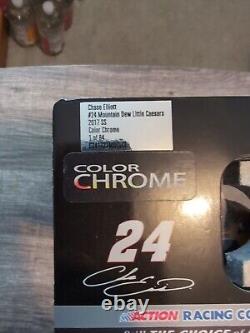 Chase Elliott
#24 Mountain Dew Little Caesars
2017 SS
Color Chrome
1 of 84
COLOR
CHROME
24
ACTION RACING CO
THE CHOICE of